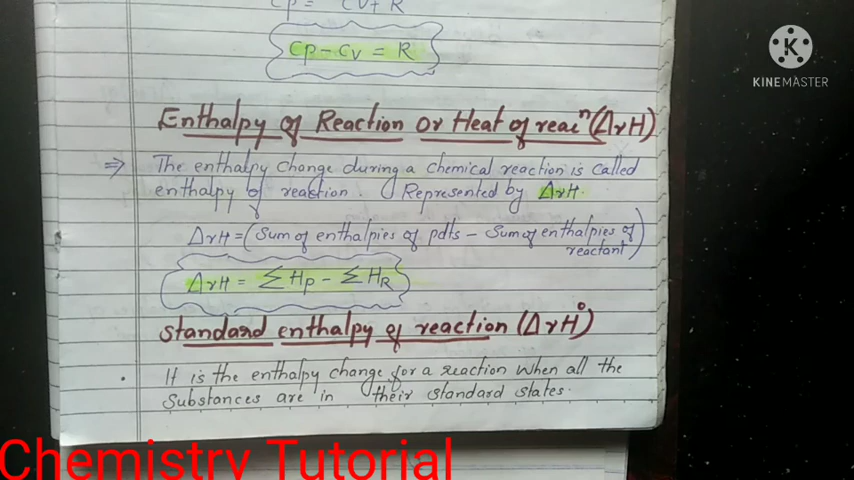 Cp = Cv + R
Cp - Cv = R
KINEMASTER
Enthalpy of Reaction Or Heat of reacⁿ (ΔrH)
⇒ The enthalpy change during a chemical reaction is called
enthalpy of reaction. Represented by ΔrH.
ΔrH = (Sum of enthalpies of pdts - Sum of enthalpies of
reactant)
ΔrH = ΣHp - ΣHR
Standard enthalpy of reaction (ΔrH°)
. It is the enthalpy change for a reaction when all the
Substances are in their standard states.
Chemistry Tutorial